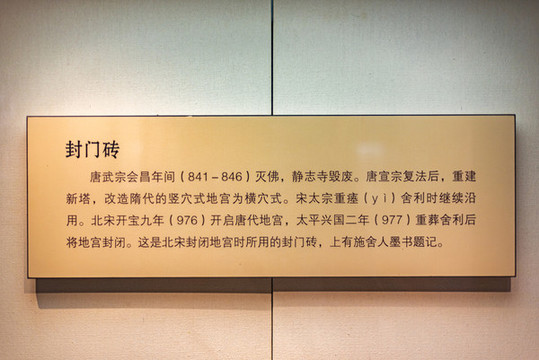 封门砖
唐武宗会昌年间（841－846）灭佛，静志寺毁废。唐宣宗复法后，重建
新塔，改造隋代的竖穴式地宫为横穴式。宋太宗重瘗（yì）舍利时继续沿
用。北宋开宝九年（976）开启唐代地宫，太平兴国二年（977）重葬舍利后
将地宫封闭。这是北宋封闭地宫时所用的封门砖，上有施舍人墨书题记。